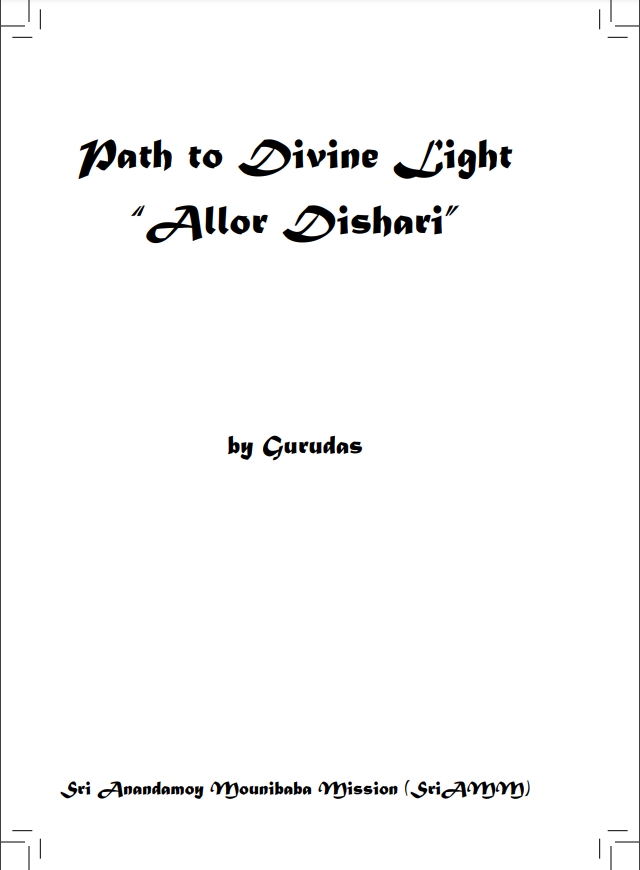 Path to Divine Light
"Allor Dishari"
by Gurudas
Sri Anandamoy Mounibaba Mission (SriAMM)